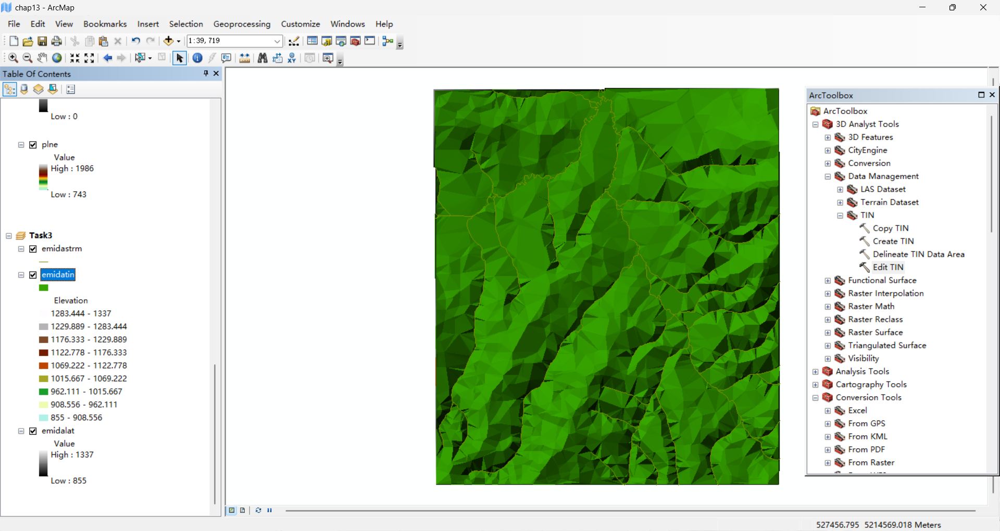 chap13 - ArcMap
File Edit View Bookmarks Insert Selection Geoprocessing Customize Windows Help
1:39,719
Table Of Contents
Low : 0
plne
Value
High : 1986
Low : 743
Task3
emidastrm
emidatin
Elevation
1283.444 - 1337
1229.889 - 1283.444
1176.333 - 1229.889
1122.778 - 1176.333
1069.222 - 1122.778
1015.667 - 1069.222
962.111 - 1015.667
908.556 - 962.111
855 - 908.556
emidalat
Value
High : 1337
Low : 855
ArcToolbox
ArcToolbox
3D Analyst Tools
3D Features
CityEngine
Conversion
Data Management
LAS Dataset
Terrain Dataset
TIN
Copy TIN
Create TIN
Delineate TIN Data Area
Edit TIN
Functional Surface
Raster Interpolation
Raster Math
Raster Reclass
Raster Surface
Triangulated Surface
Visibility
Analysis Tools
Cartography Tools
Conversion Tools
Excel
From GPS
From KML
From PDF
From Raster
527456.795 5214569.018 Meters